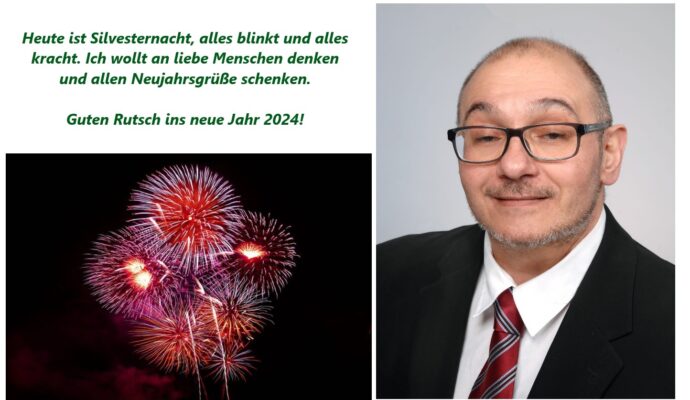 Heute ist Silvesternacht, alles blinkt und alles
kracht. Ich wollt an liebe Menschen denken
und allen Neujahrsgrüße schenken.
Guten Rutsch ins neue Jahr 2024!